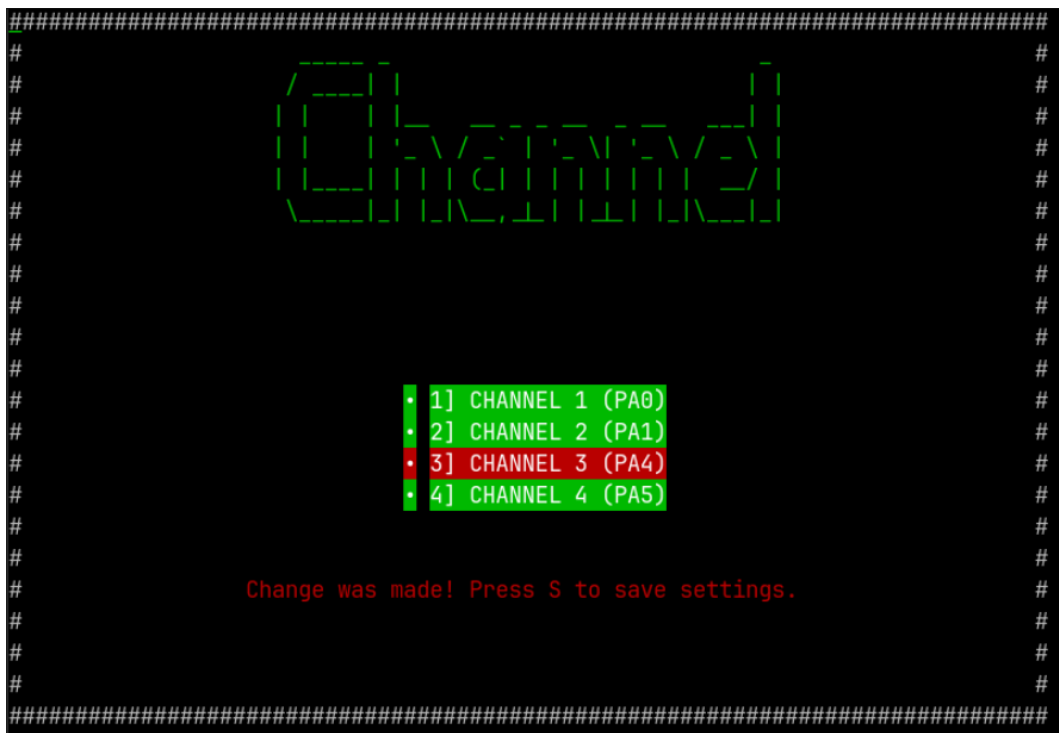 Channel
• 1] CHANNEL 1 (PA0)
• 2] CHANNEL 2 (PA1)
• 3] CHANNEL 3 (PA4)
• 4] CHANNEL 4 (PA5)
Change was made! Press S to save settings.